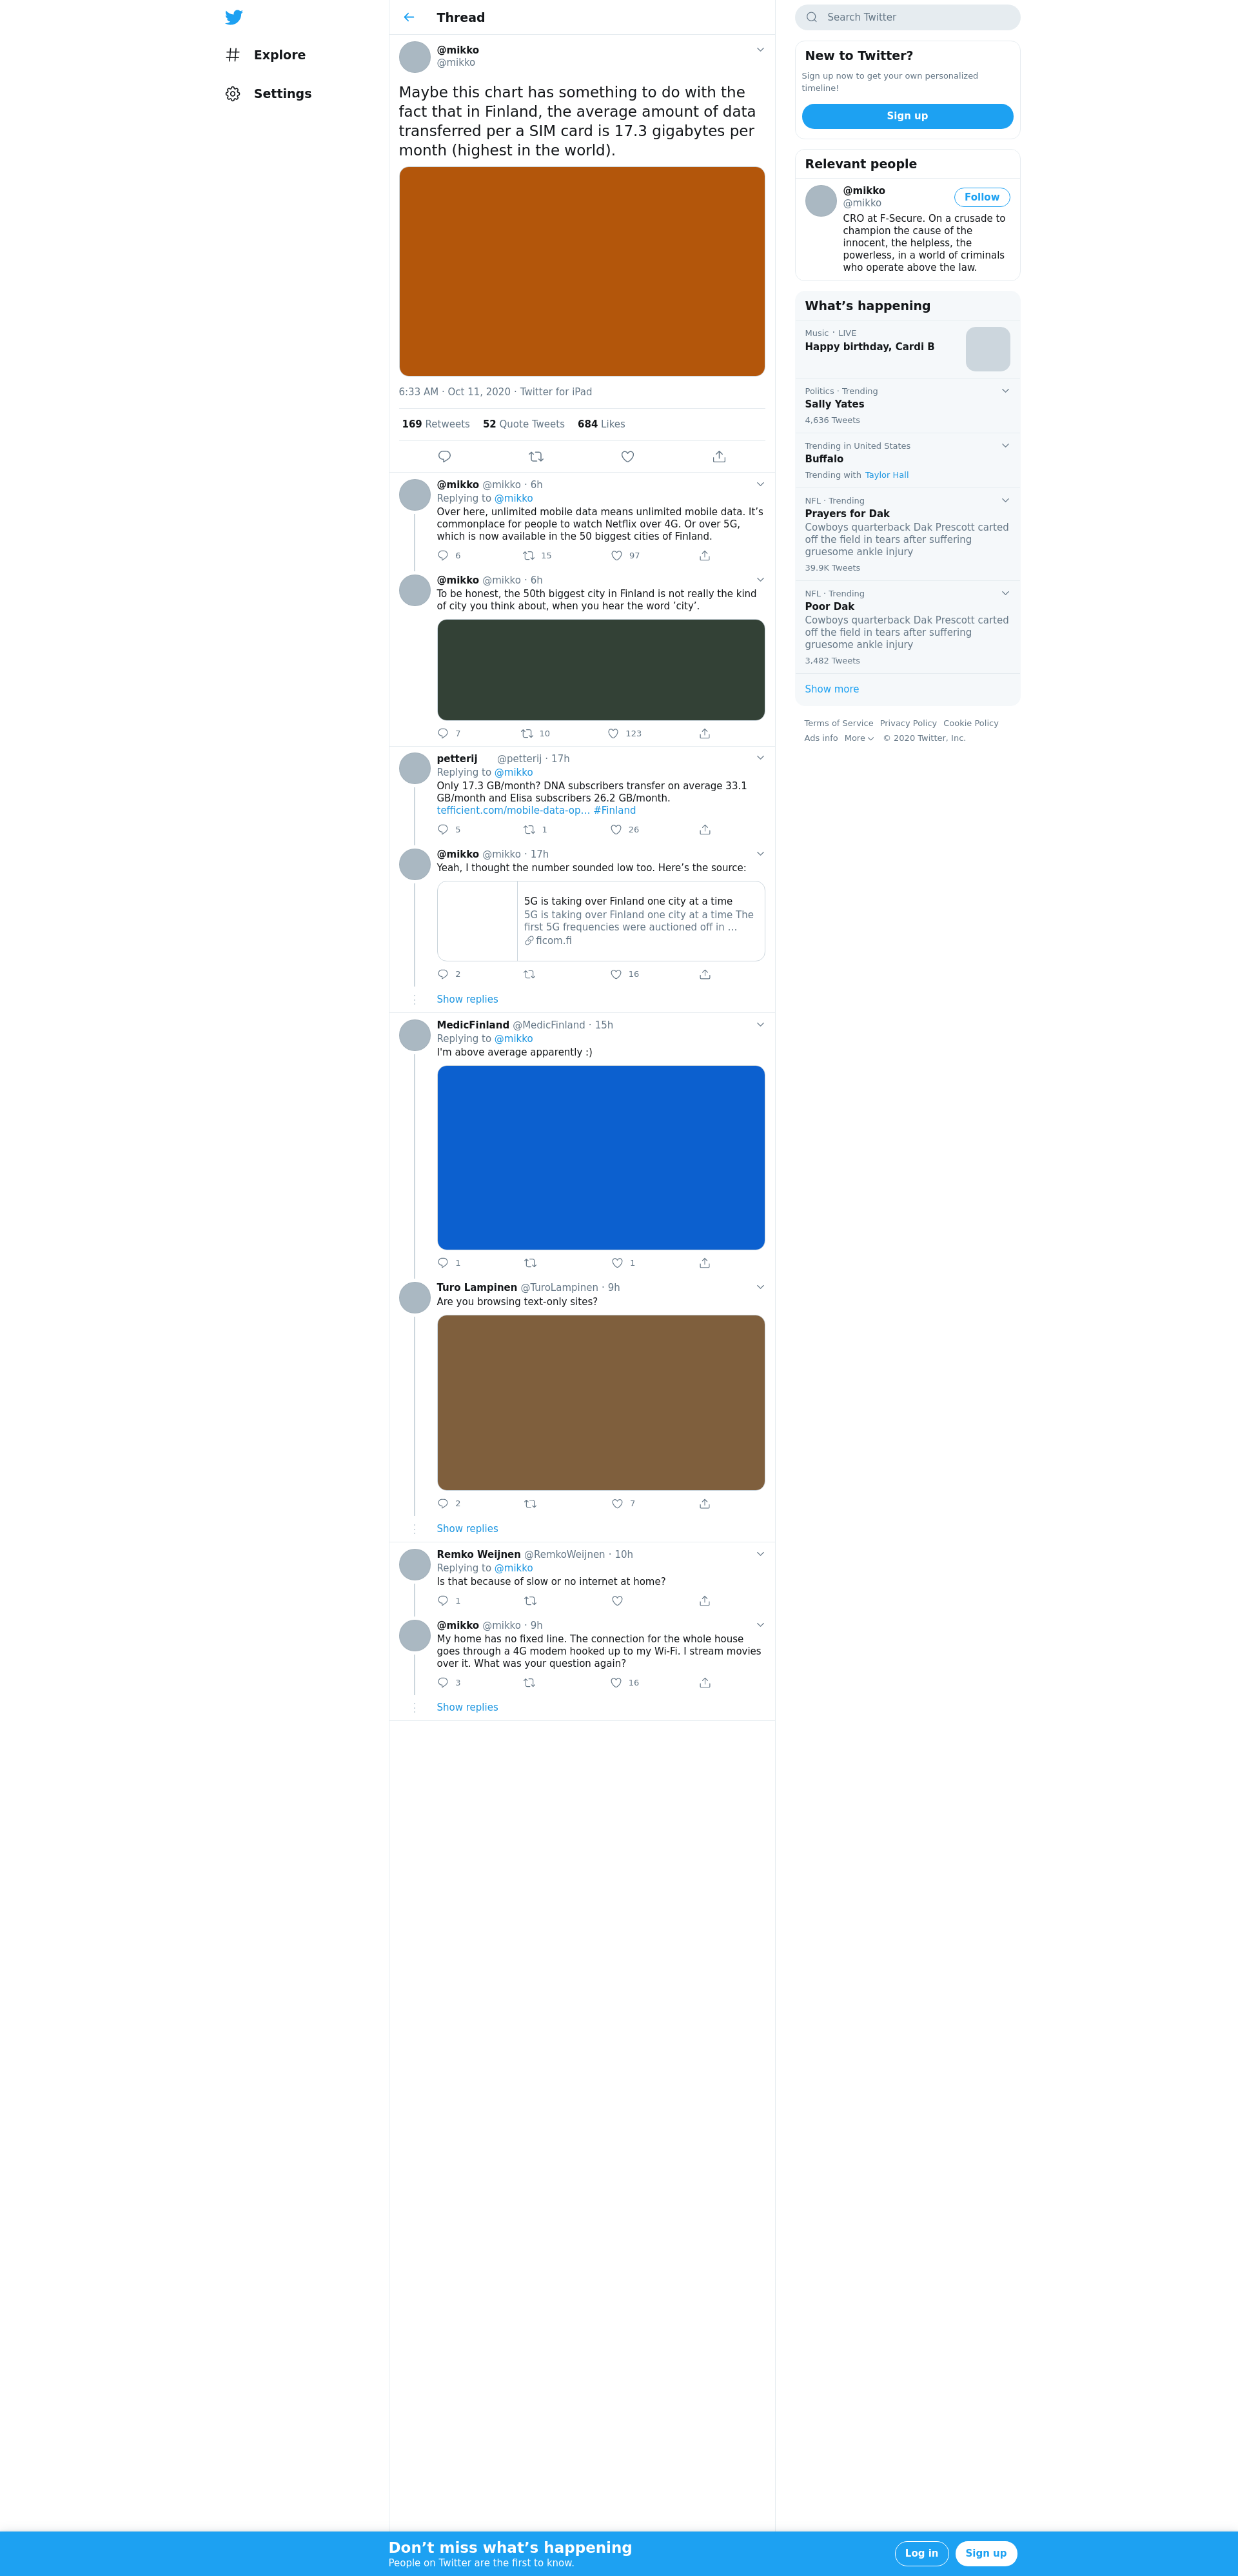 Explore
Settings
Thread
@mikko
@mikko
Maybe this chart has something to do with the
fact that in Finland, the average amount of data
transferred per a SIM card is 17.3 gigabytes per
month (highest in the world).
6:33 AM · Oct 11, 2020 · Twitter for iPad
169 Retweets 52 Quote Tweets 684 Likes
@mikko @mikko · 6h
Replying to @mikko
Over here, unlimited mobile data means unlimited mobile data. It’s
commonplace for people to watch Netflix over 4G. Or over 5G,
which is now available in the 50 biggest cities of Finland.
6 15 97
@mikko @mikko · 6h
To be honest, the 50th biggest city in Finland is not really the kind
of city you think about, when you hear the word ‘city’.
7 10 123
petterij @petterij · 17h
Replying to @mikko
Only 17.3 GB/month? DNA subscribers transfer on average 33.1
GB/month and Elisa subscribers 26.2 GB/month.
tefficient.com/mobile-data-op… #Finland
5 1 26
@mikko @mikko · 17h
Yeah, I thought the number sounded low too. Here’s the source:
5G is taking over Finland one city at a time
5G is taking over Finland one city at a time The
first 5G frequencies were auctioned off in …
ficom.fi
2 16
Show replies
MedicFinland @MedicFinland · 15h
Replying to @mikko
I'm above average apparently :)
1 1
Turo Lampinen @TuroLampinen · 9h
Are you browsing text-only sites?
2 7
Show replies
Remko Weijnen @RemkoWeijnen · 10h
Replying to @mikko
Is that because of slow or no internet at home?
1
@mikko @mikko · 9h
My home has no fixed line. The connection for the whole house
goes through a 4G modem hooked up to my Wi-Fi. I stream movies
over it. What was your question again?
3 16
Show replies
Search Twitter
New to Twitter?
Sign up now to get your own personalized
timeline!
Sign up
Relevant people
@mikko
@mikko
Follow
CRO at F-Secure. On a crusade to
champion the cause of the
innocent, the helpless, the
powerless, in a world of criminals
who operate above the law.
What’s happening
Music · LIVE
Happy birthday, Cardi B
Politics · Trending
Sally Yates
4,636 Tweets
Trending in United States
Buffalo
Trending with Taylor Hall
NFL · Trending
Prayers for Dak
Cowboys quarterback Dak Prescott carted
off the field in tears after suffering
gruesome ankle injury
39.9K Tweets
NFL · Trending
Poor Dak
Cowboys quarterback Dak Prescott carted
off the field in tears after suffering
gruesome ankle injury
3,482 Tweets
Show more
Terms of Service Privacy Policy Cookie Policy
Ads info More © 2020 Twitter, Inc.
Don’t miss what’s happening
People on Twitter are the first to know.
Log in
Sign up